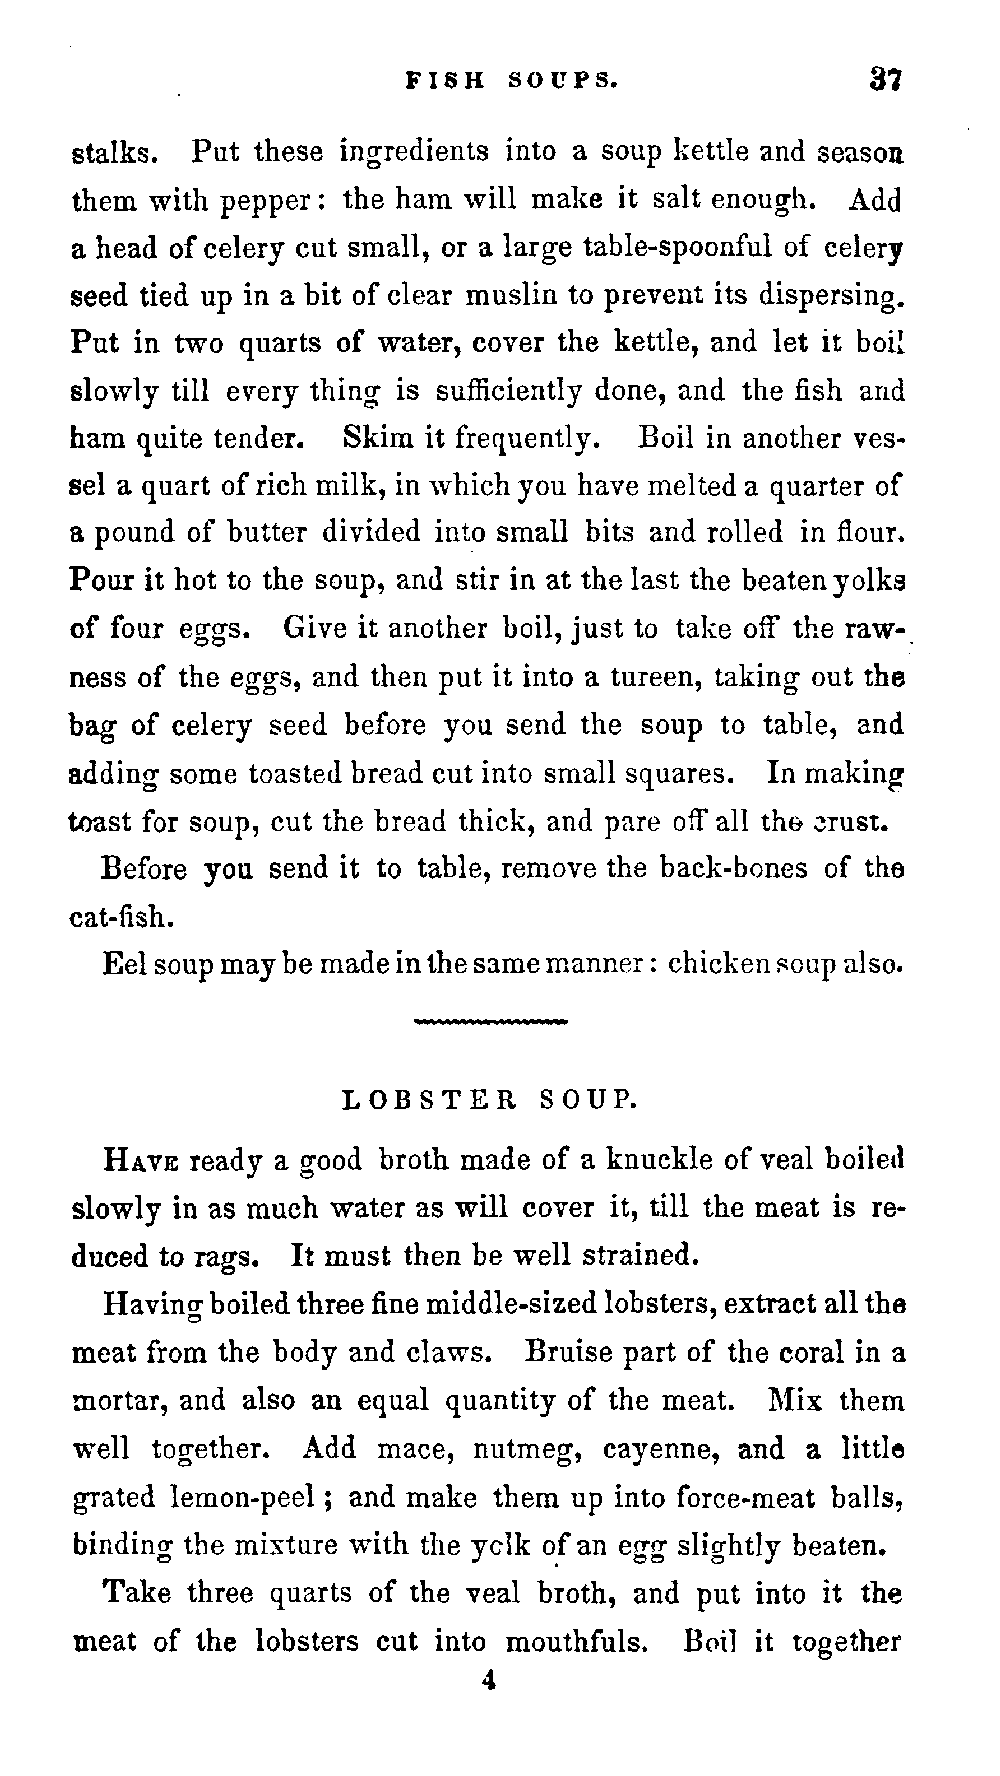 FISH SOUPS. 37
stalks. Put these ingredients into a soup kettle and season
them with pepper: the ham will make it salt enough. Add
a head of celery cut small, or a large table-spoonful of celery
seed tied up in a bit of clear muslin to prevent its dispersing.
Put in two quarts of water, cover the kettle, and let it boil
slowly till every thing is sufficiently done, and the fish and
ham quite tender. Skim it frequently. Boil in another ves-
sel a quart of rich milk, in which you have melted a quarter of
a pound of butter divided into small bits and rolled in flour.
Pour it hot to the soup, and stir in at the last the beaten yolks
of four eggs. Give it another boil, just to take off the raw-
ness of the eggs, and then put it into a tureen, taking out the
bag of celery seed before you send the soup to table, and
adding some toasted bread cut into small squares. In making
toast for soup, cut the bread thick, and pare off all the crust.
Before you send it to table, remove the back-bones of the
cat-fish.
Eel soup may be made in the same manner: chicken soup also.
LOBSTER SOUP.
HAVE ready a good broth made of a knuckle of veal boiled
slowly in as much water as will cover it, till the meat is re-
duced to rags. It must then be well strained.
Having boiled three fine middle-sized lobsters, extract all the
meat from the body and claws. Bruise part of the coral in a
mortar, and also an equal quantity of the meat. Mix them
well together. Add mace, nutmeg, cayenne, and a little
grated lemon-peel; and make them up into force-meat balls,
binding the mixture with the yolk of an egg slightly beaten.
Take three quarts of the veal broth, and put into it the
meat of the lobsters cut into mouthfuls. Boil it together
4